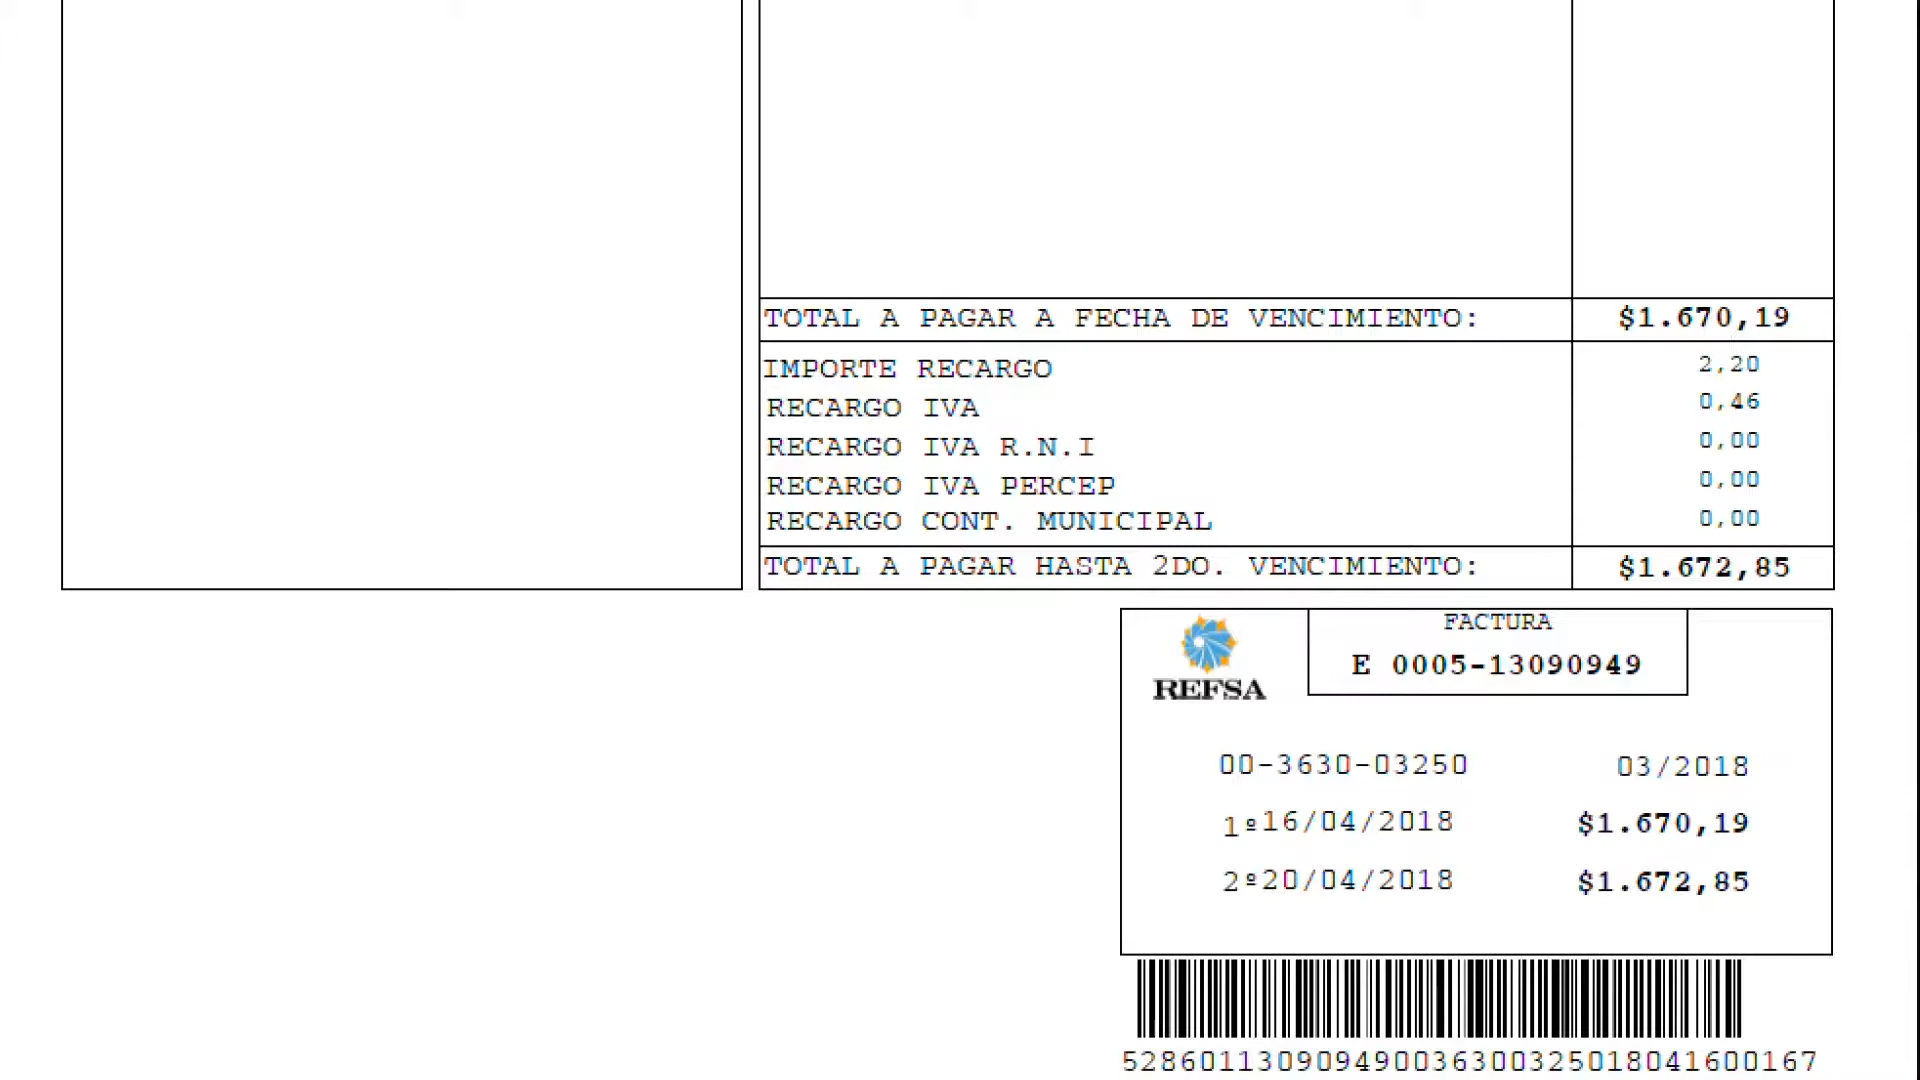 TOTAL A PAGAR A FECHA DE VENCIMIENTO: $1.670,19
IMPORTE RECARGO 2,20
RECARGO IVA 0,46
RECARGO IVA R.N.I 0,00
RECARGO IVA PERCEP 0,00
RECARGO CONT. MUNICIPAL 0,00
TOTAL A PAGAR HASTA 2DO. VENCIMIENTO: $1.672,85
REFSA
FACTURA
E 0005-13090949
00-3630-03250 03/2018
1º16/04/2018 $1.670,19
2º20/04/2018 $1.672,85
528601130909490036300325018041600167